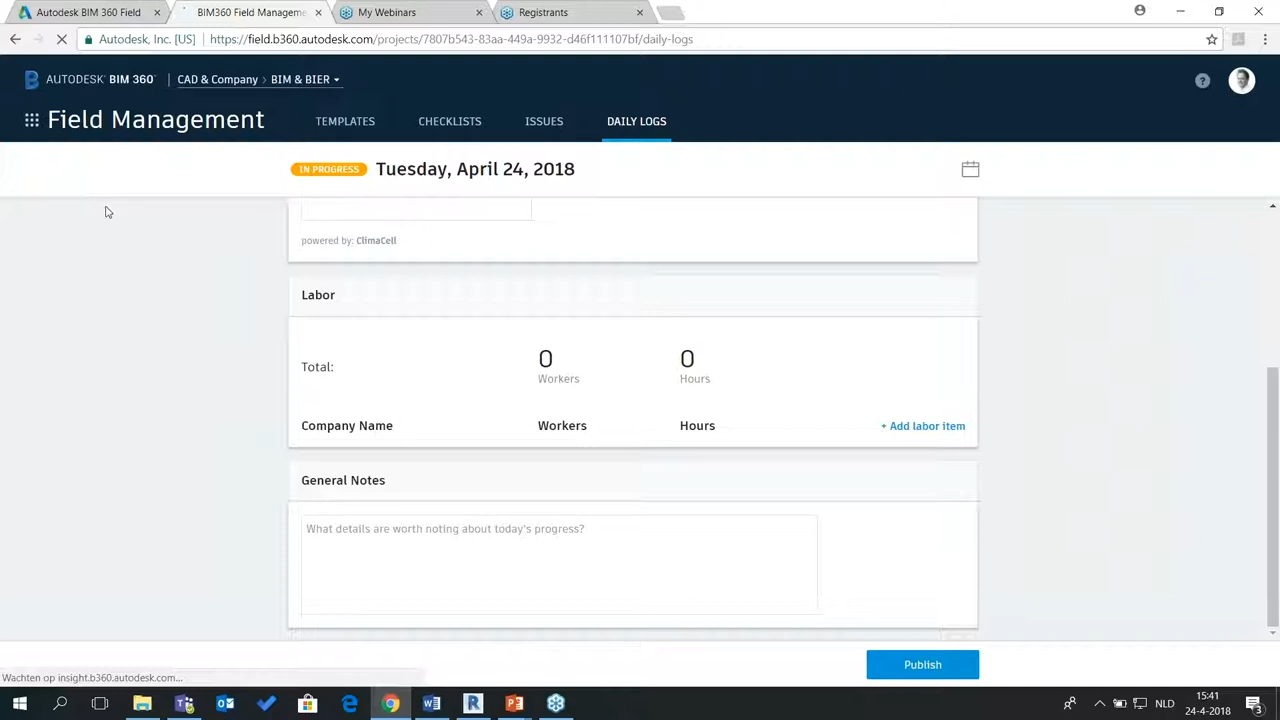 Autodesk BIM 360 Field
BIM360 Field Manageme
My Webinars
Registrants
Autodesk, Inc. [US] https://field.b360.autodesk.com/projects/7807b543-83aa-449a-9932-d46f111107bf/daily-logs
AUTODESK® BIM 360° CAD & Company > BIM & BIER
Field Management TEMPLATES CHECKLISTS ISSUES DAILY LOGS
IN PROGRESS Tuesday, April 24, 2018
powered by: ClimaCell
Labor
Total: 0 0
Workers Hours
Company Name Workers Hours + Add labor item
General Notes
What details are worth noting about today's progress?
Publish
Wachten op insight.b360.autodesk.com...
NLD
15:41
24-4-2018
3